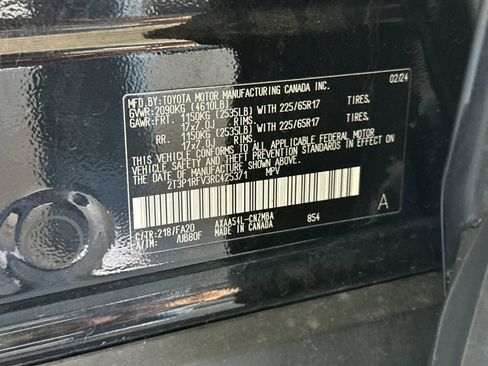 MFD.BY:TOYOTA MOTOR MANUFACTURING CANADA INC. 02/24
GVWR:2090KG (4610LB)
GAWR:FRT. 1150KG (2535LB) WITH 225/65R17 TIRES.
17x7.0J RIMS.
RR. 1150KG (2535LB) WITH 225/65R17 TIRES.
17x7.0J RIMS.
THIS VEHICLE CONFORMS TO ALL APPLICABLE FEDERAL MOTOR
VEHICLE SAFETY AND THEFT PREVENTION STANDARDS IN
EFFECT ON THE DATE OF MANUFACTURE SHOWN ABOVE.
2T3P1RFV3RC425371 MPV
C/TR:218/FA20 AXAA54L-CNZMBA 854 A
A/TM: /UB80F MADE IN CANADA